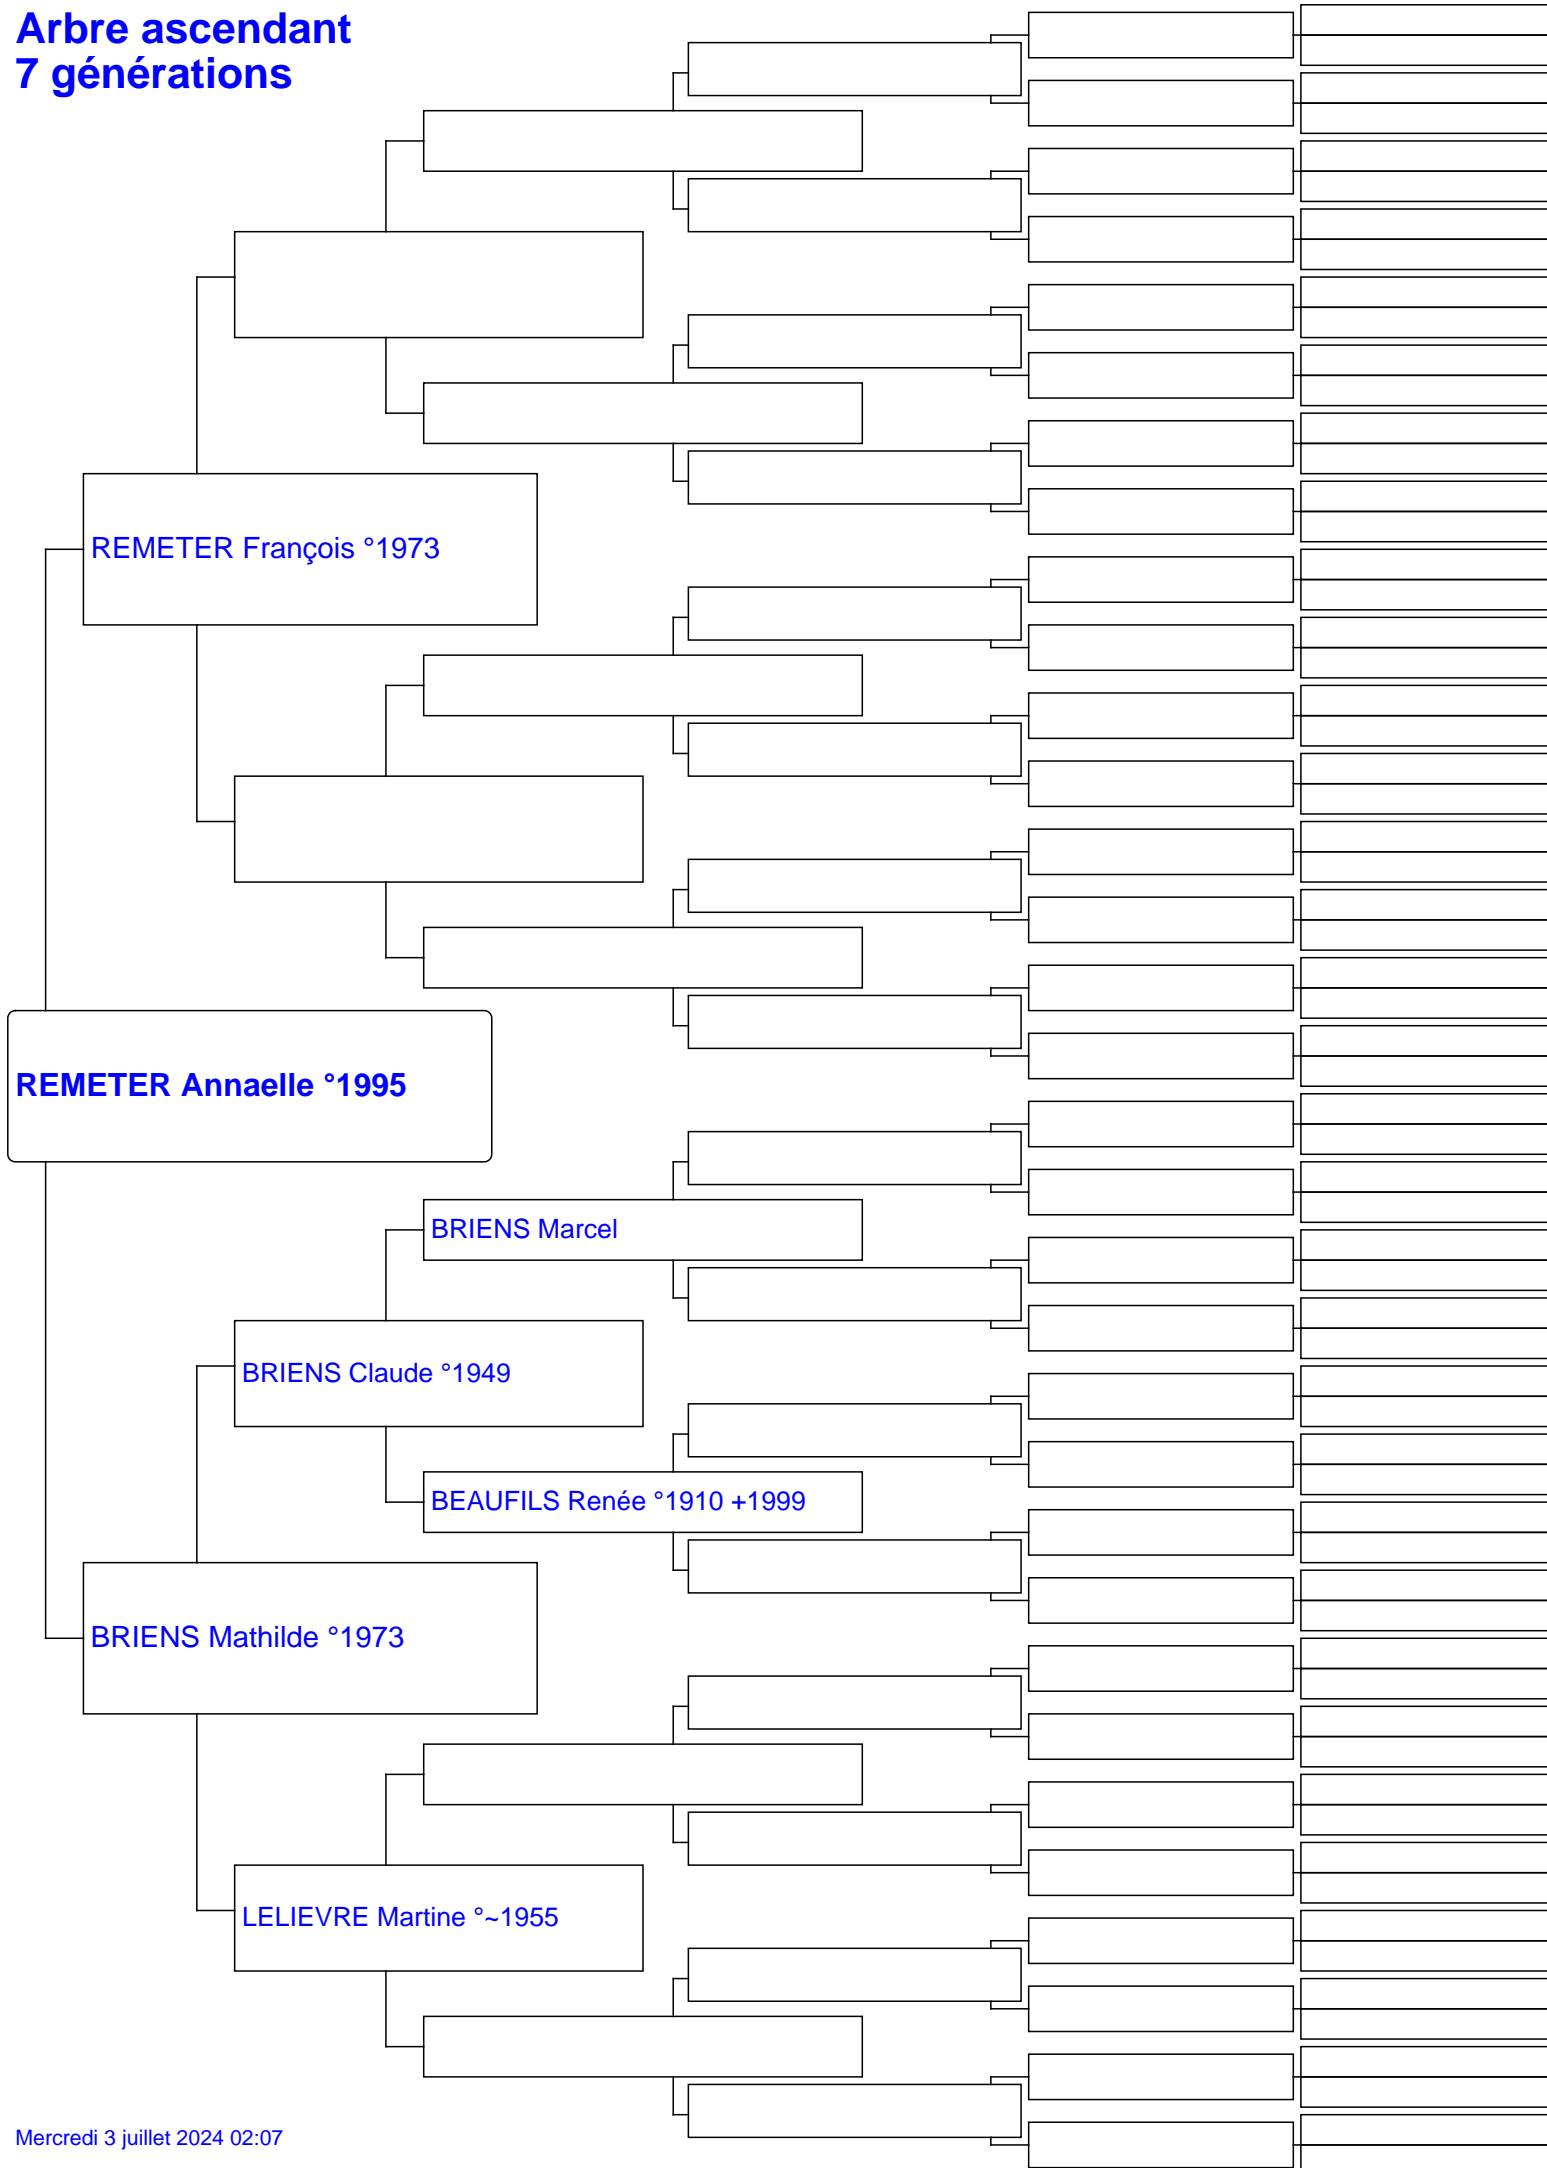 Arbre ascendant
7 générations
REMETER François °1973
REMETER Annaelle °1995
BRIENS Marcel
BRIENS Claude °1949
BEAUFILS Renée °1910 +1999
BRIENS Mathilde °1973
LELIEVRE Martine °~1955
Mercredi 3 juillet 2024 02:07